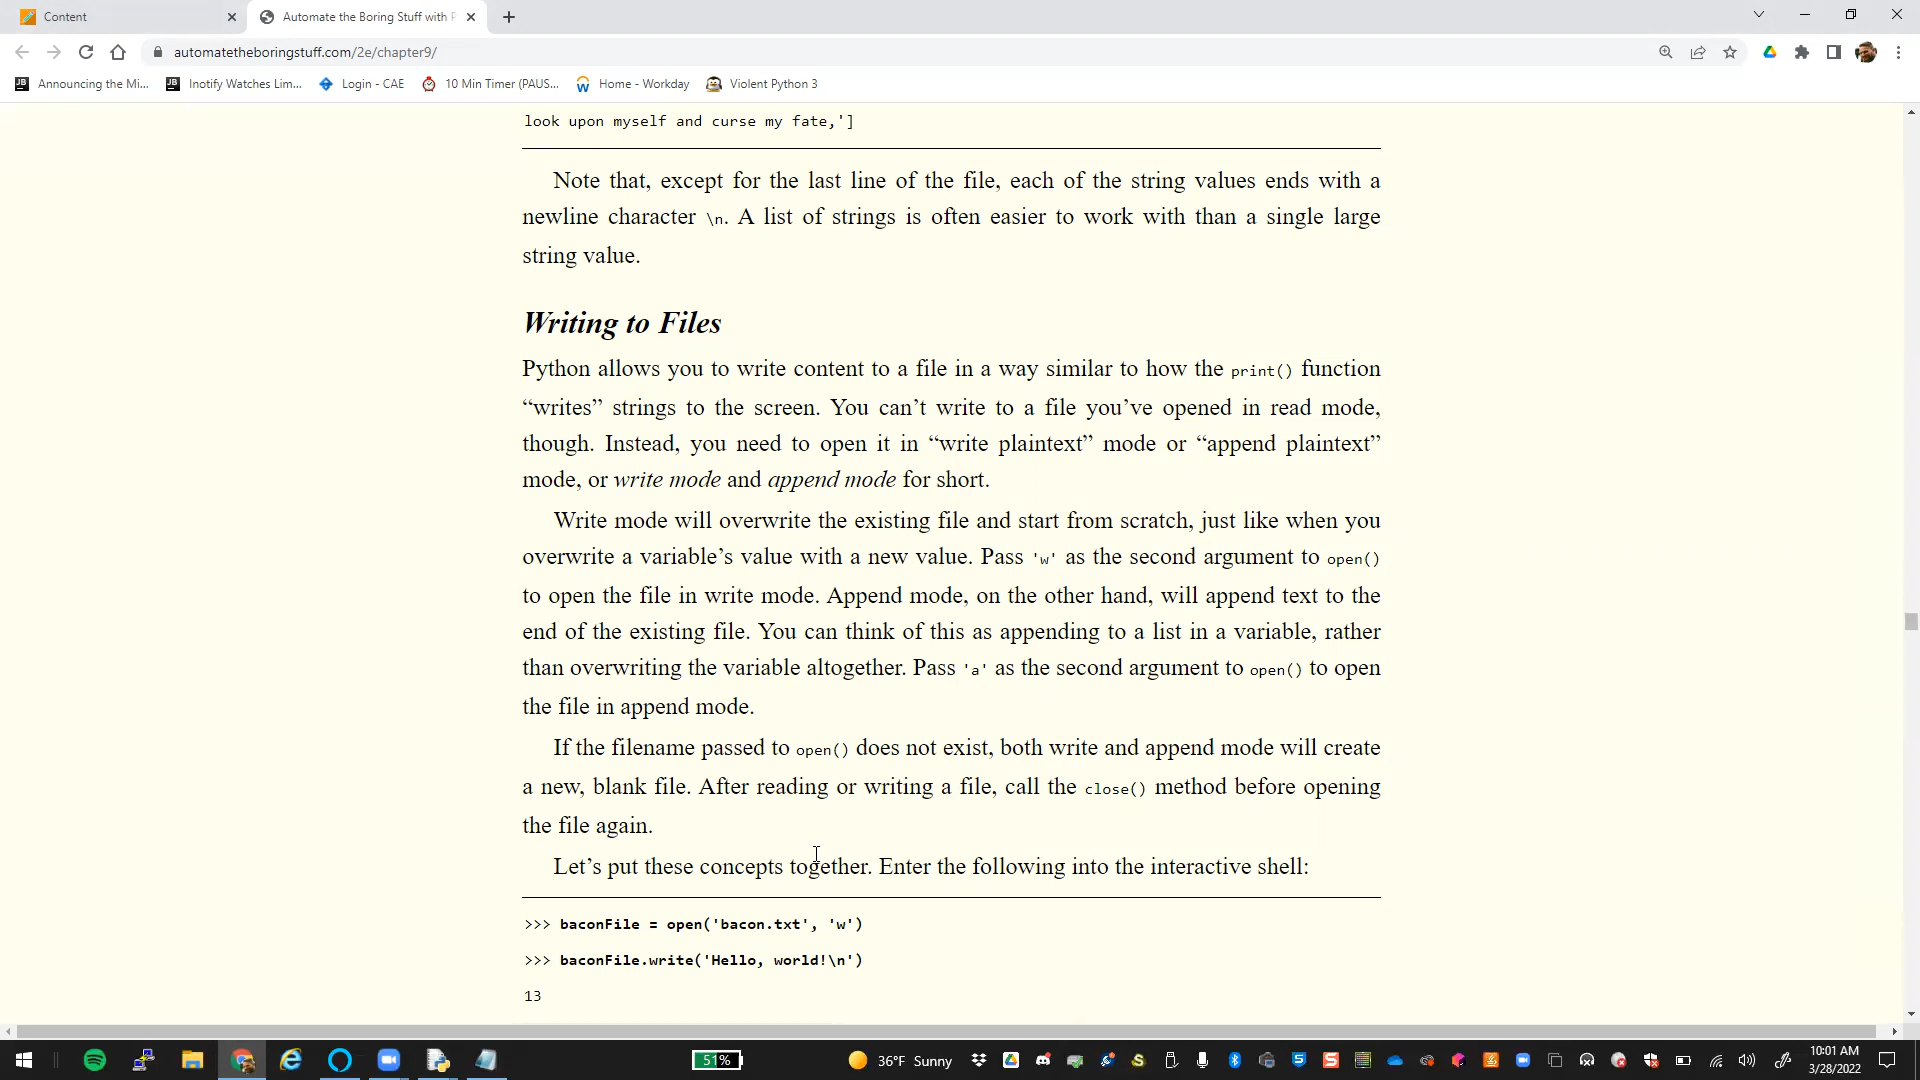 Content
Automate the Boring Stuff with P
automatetheboringstuff.com/2e/chapter9/
Announcing the Mi...
Inotify Watches Lim...
Login - CAE
10 Min Timer (PAUS...
Home - Workday
Violent Python 3
look upon myself and curse my fate,']
Note that, except for the last line of the file, each of the string values ends with a
newline character \n. A list of strings is often easier to work with than a single large
string value.
Writing to Files
Python allows you to write content to a file in a way similar to how the print() function
“writes” strings to the screen. You can’t write to a file you’ve opened in read mode,
though. Instead, you need to open it in “write plaintext” mode or “append plaintext”
mode, or write mode and append mode for short.
Write mode will overwrite the existing file and start from scratch, just like when you
overwrite a variable’s value with a new value. Pass 'w' as the second argument to open()
to open the file in write mode. Append mode, on the other hand, will append text to the
end of the existing file. You can think of this as appending to a list in a variable, rather
than overwriting the variable altogether. Pass 'a' as the second argument to open() to open
the file in append mode.
If the filename passed to open() does not exist, both write and append mode will create
a new, blank file. After reading or writing a file, call the close() method before opening
the file again.
Let’s put these concepts together. Enter the following into the interactive shell:
>>> baconFile = open('bacon.txt', 'w')
>>> baconFile.write('Hello, world!\n')
13
51%
36°F Sunny
10:01 AM
3/28/2022